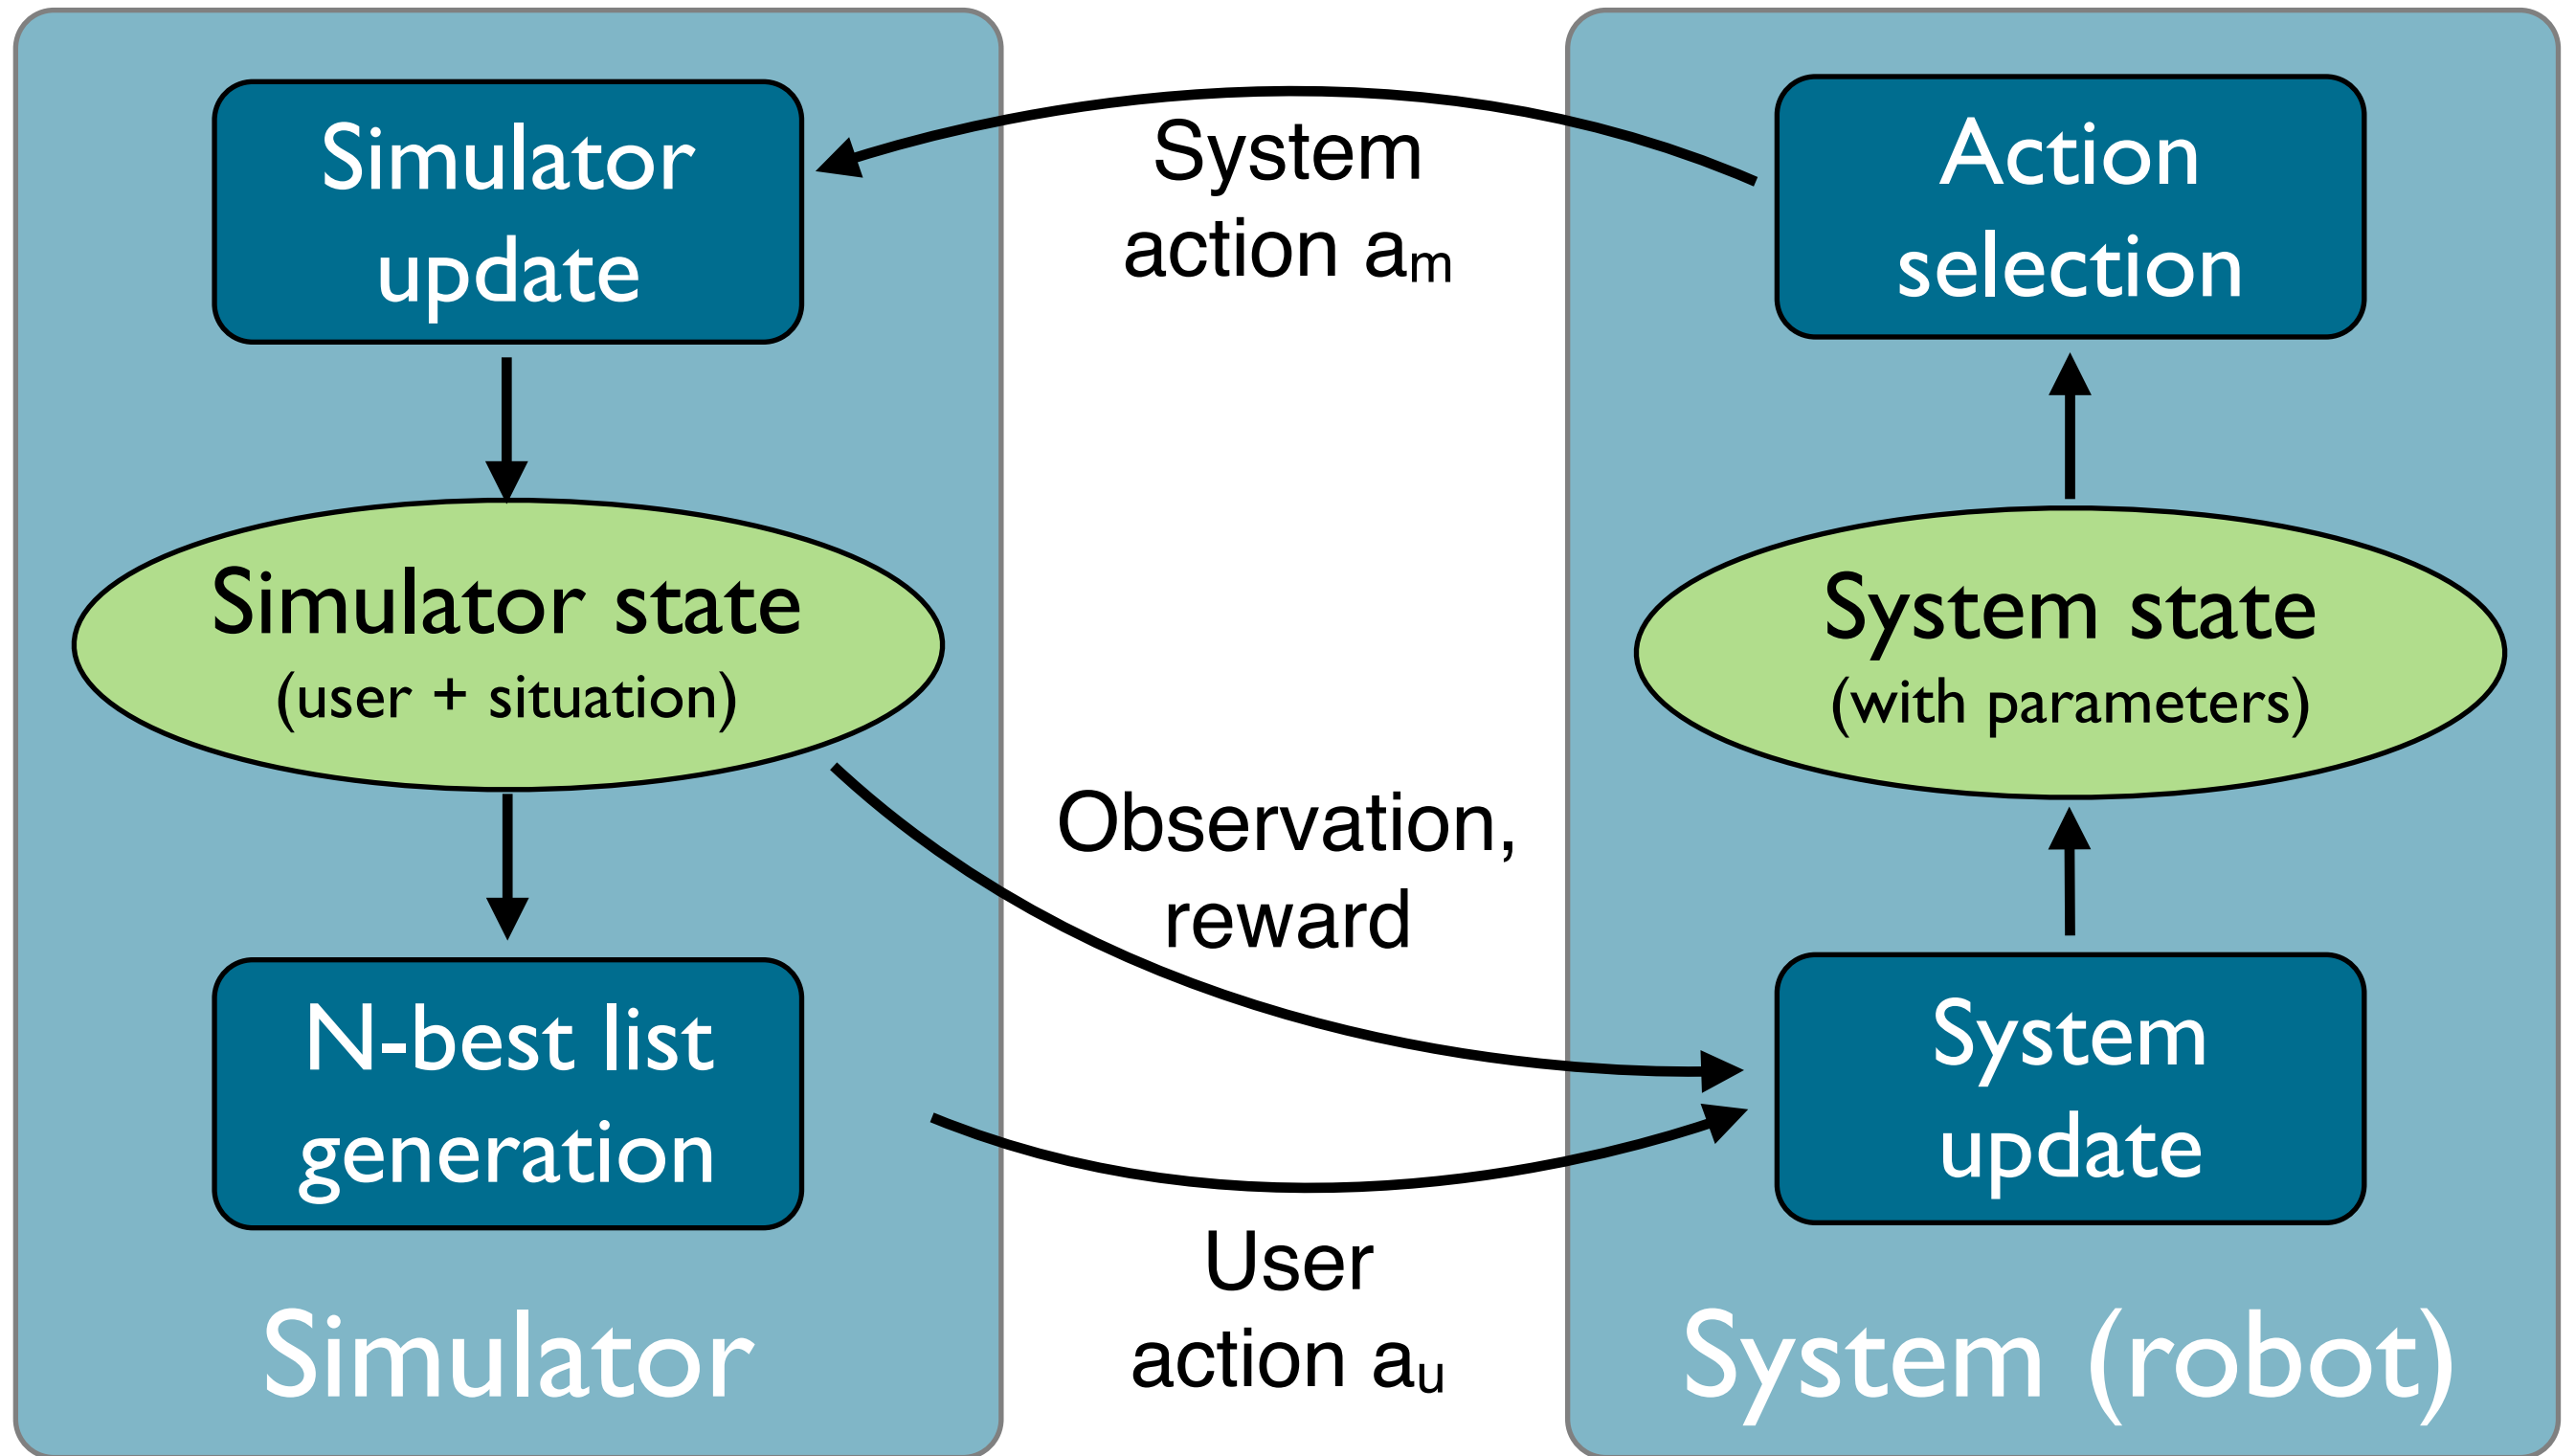 Simulator
update
Simulator state
(user + situation)
N-best list
generation
Simulator
System
action aₘ
Observation,
reward
User
action aᵤ
Action
selection
System state
(with parameters)
System
update
System (robot)